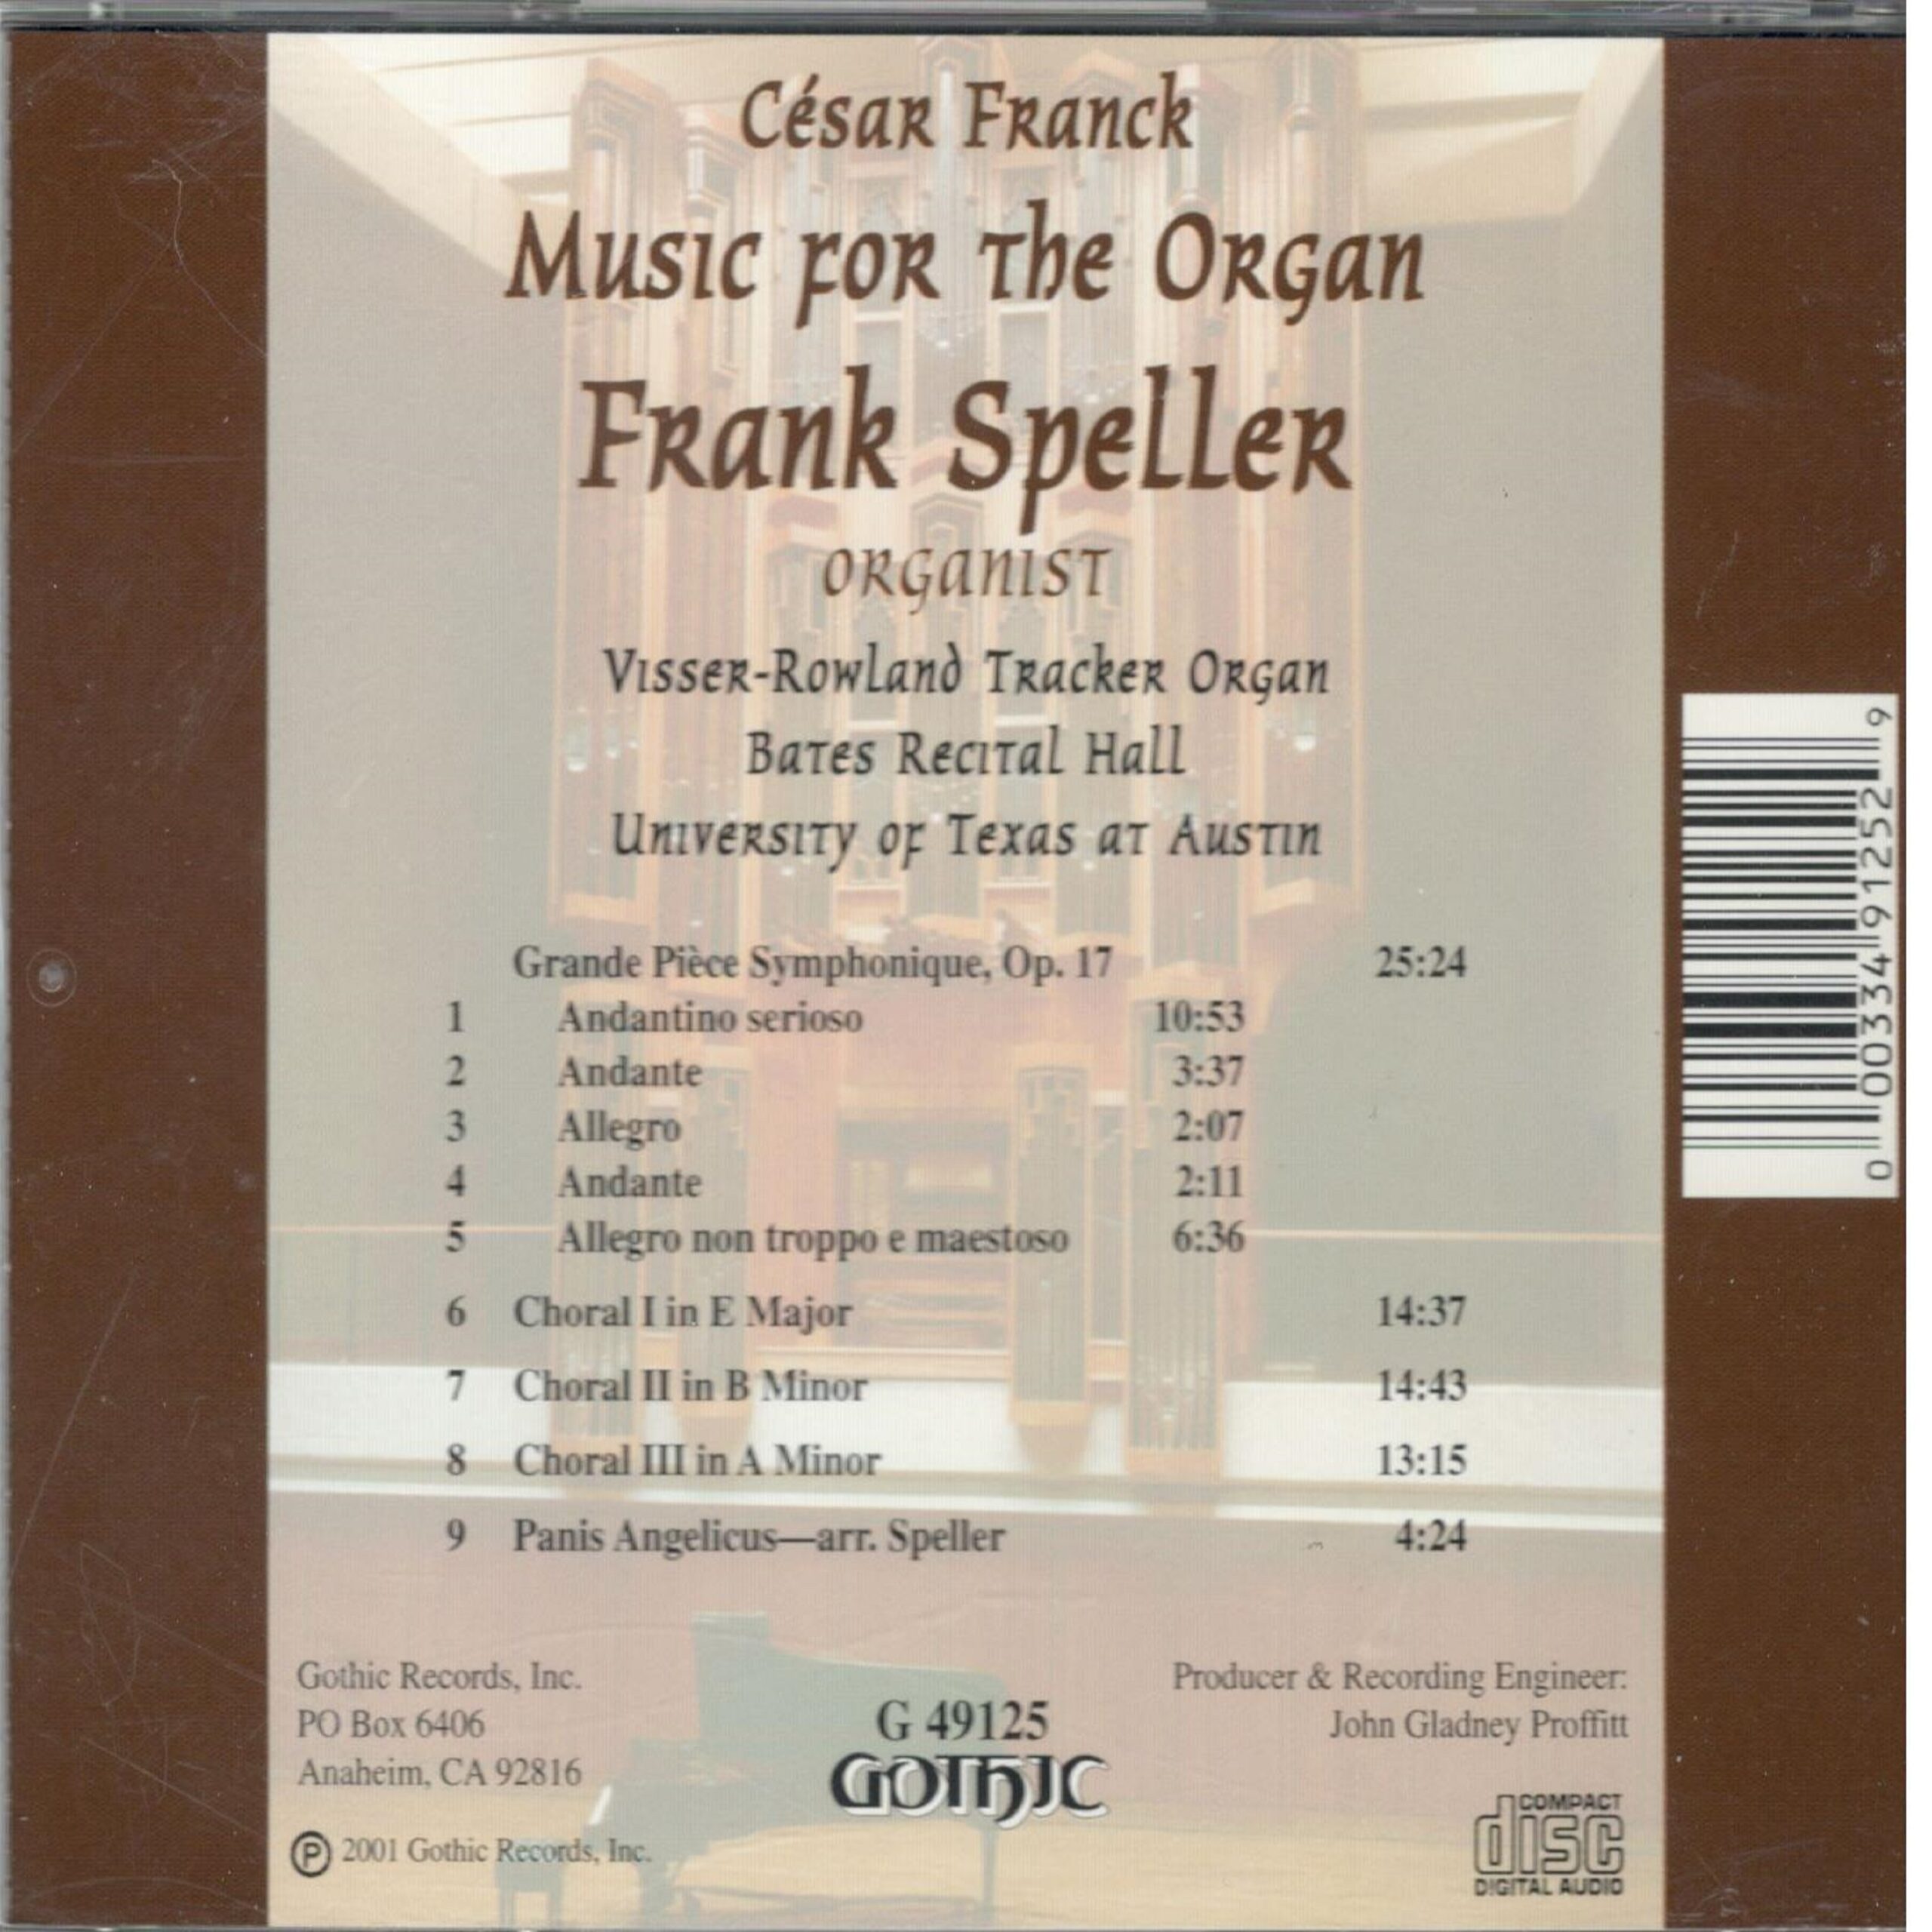 César Franck
Music for the Organ
Frank Speller
organist
Visser-Rowland Tracker Organ
Bates Recital Hall
University of Texas at Austin
Grande Pièce Symphonique, Op. 17 25:24
1 Andantino serioso 10:53
2 Andante 3:37
3 Allegro 2:07
4 Andante 2:11
5 Allegro non troppo e maestoso 6:36
6 Choral I in E Major 14:37
7 Choral II in B Minor 14:43
8 Choral III in A Minor 13:15
9 Panis Angelicus—arr. Speller 4:24
Gothic Records, Inc.
PO Box 6406
Anaheim, CA 92816
℗ 2001 Gothic Records, Inc.
G 49125
GOTHIC
Producer & Recording Engineer:
John Gladney Proffitt
COMPACT
disc
DIGITAL AUDIO
0 00334 91252 9